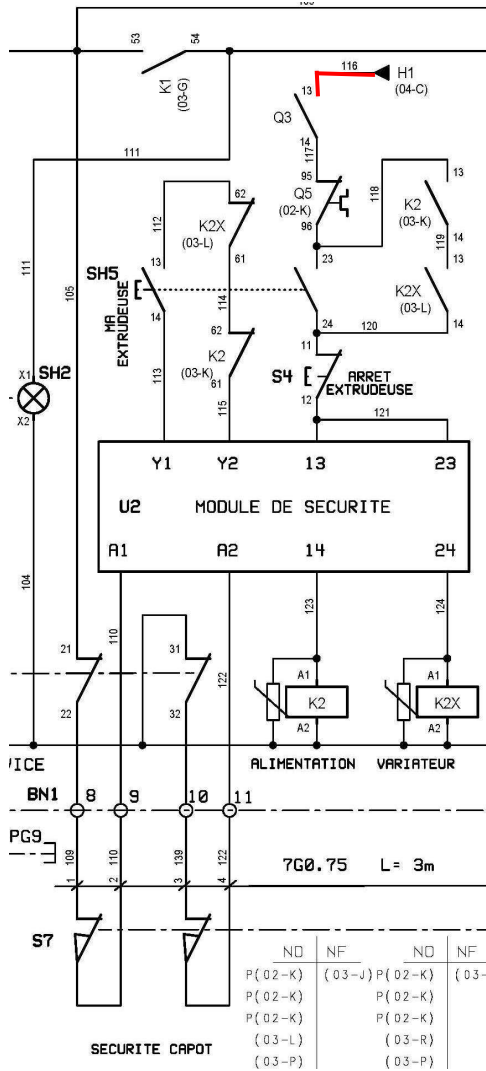 105
53 54
116 H1
(04-C)
K1
(03-G)
13
Q3
14
111
117
95
Q5
(02-K)
96
118
13
K2
(03-K)
14
119
62
K2X
(03-L)
61
112
SH5
13
14
MA
EXTRUDEUSE
23
24
13
K2X
(03-L)
14
120
111
105
114
62
K2
(03-K)
61
11
S4
12
ARRET
EXTRUDEUSE
X1
SH2
X2
113
115
121
Y1 Y2 13 23
U2 MODULE DE SECURITE
A1 A2 14 24
104
110
123
124
21
22
31
32
122
A1
K2
A2
A1
K2X
A2
VICE ALIMENTATION VARIATEUR
BN1 8 9 10 11
PG9
109 110 139 122
7G0.75 L= 3m
1 2 3 4
S7
NO NF NO NF
P(02-K) (03-J) P(02-K) (03-
P(02-K) P(02-K)
P(02-K) P(02-K)
(03-L) (03-R)
(03-P) (03-P)
SECURITE CAPOT